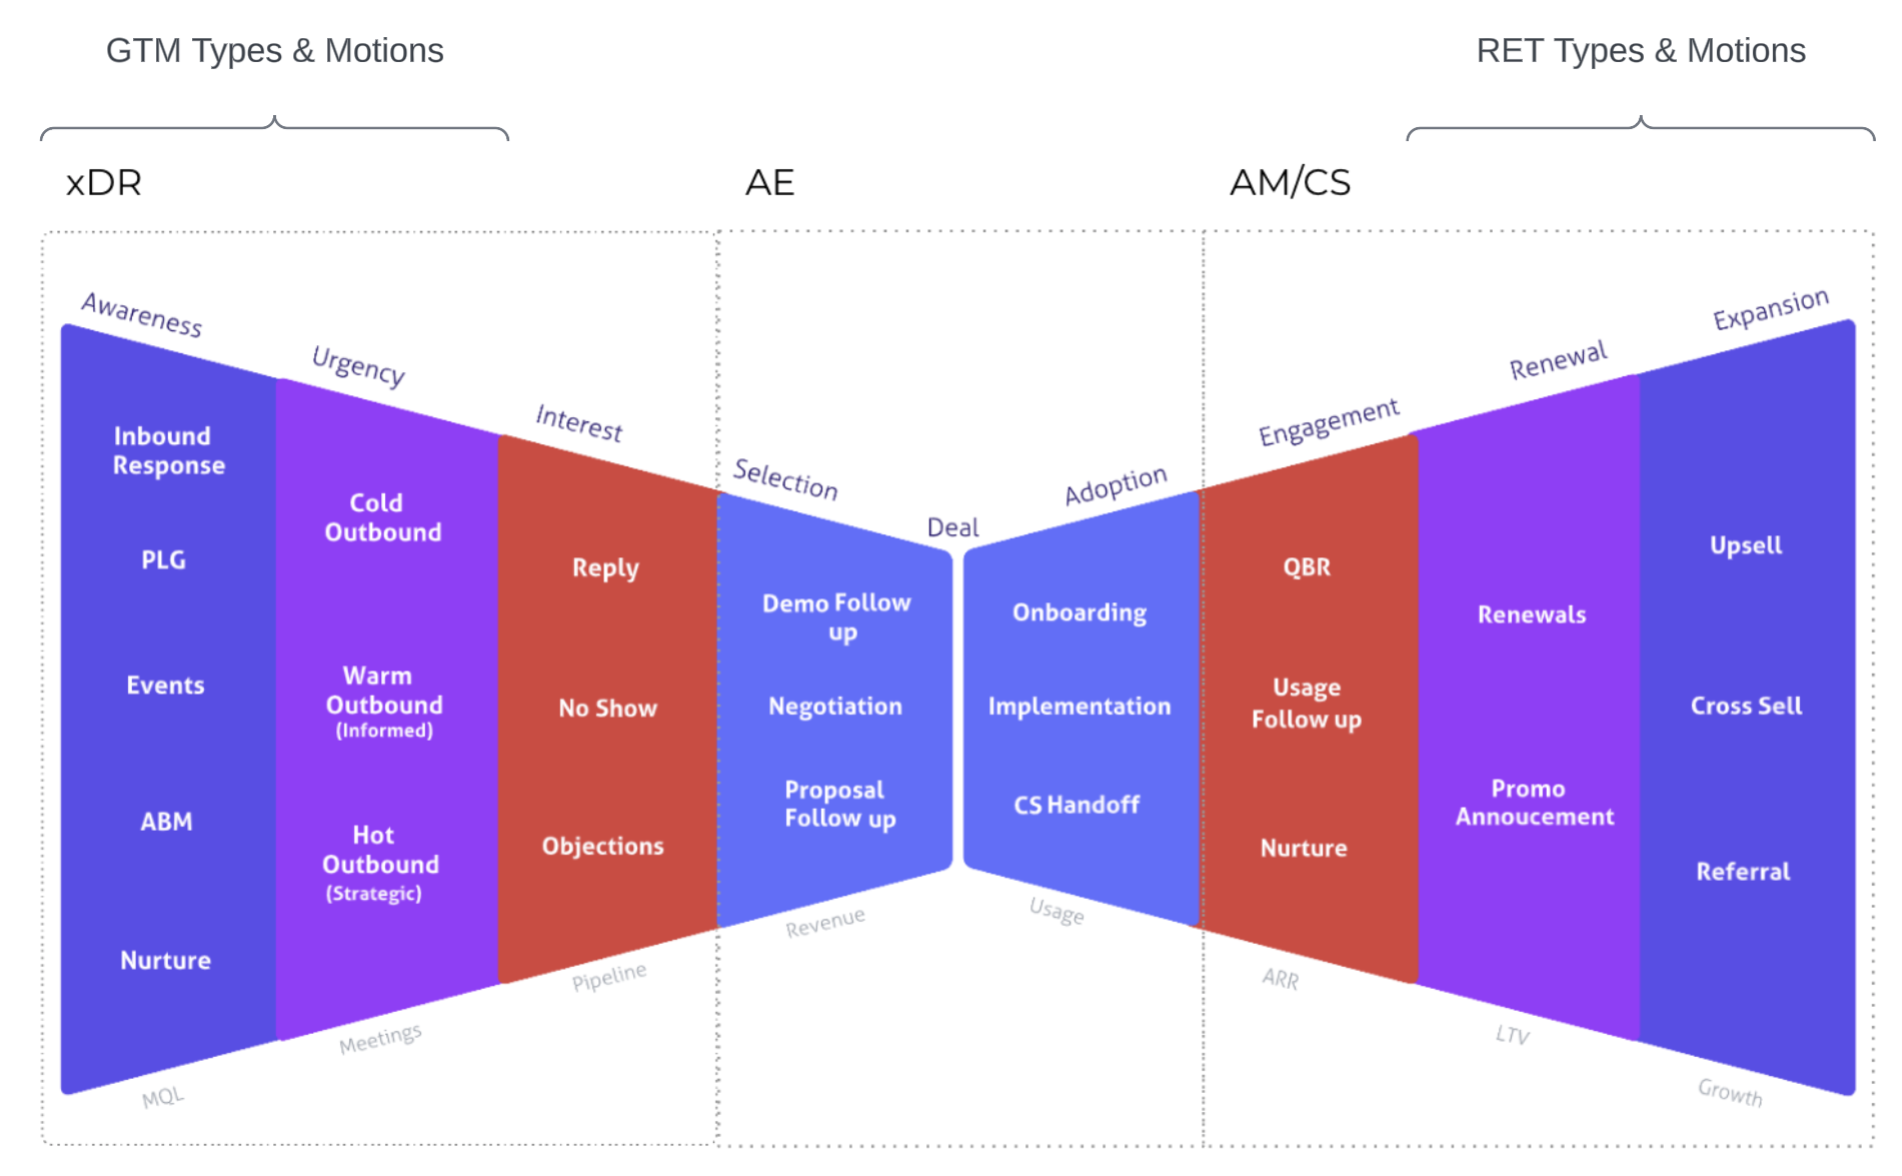 GTM Types & Motions
RET Types & Motions
xDR
AE
AM/CS
Awareness
Urgency
Interest
Selection
Deal
Adoption
Engagement
Renewal
Expansion
Inbound
Response
PLG
Events
ABM
Nurture
Cold
Outbound
Warm
Outbound
(Informed)
Hot
Outbound
(Strategic)
Reply
No Show
Objections
Demo Follow
up
Negotiation
Proposal
Follow up
Onboarding
Implementation
CS Handoff
QBR
Usage
Follow up
Nurture
Renewals
Promo
Annoucement
Upsell
Cross Sell
Referral
MQL
Meetings
Pipeline
Revenue
Usage
ARR
LTV
Growth